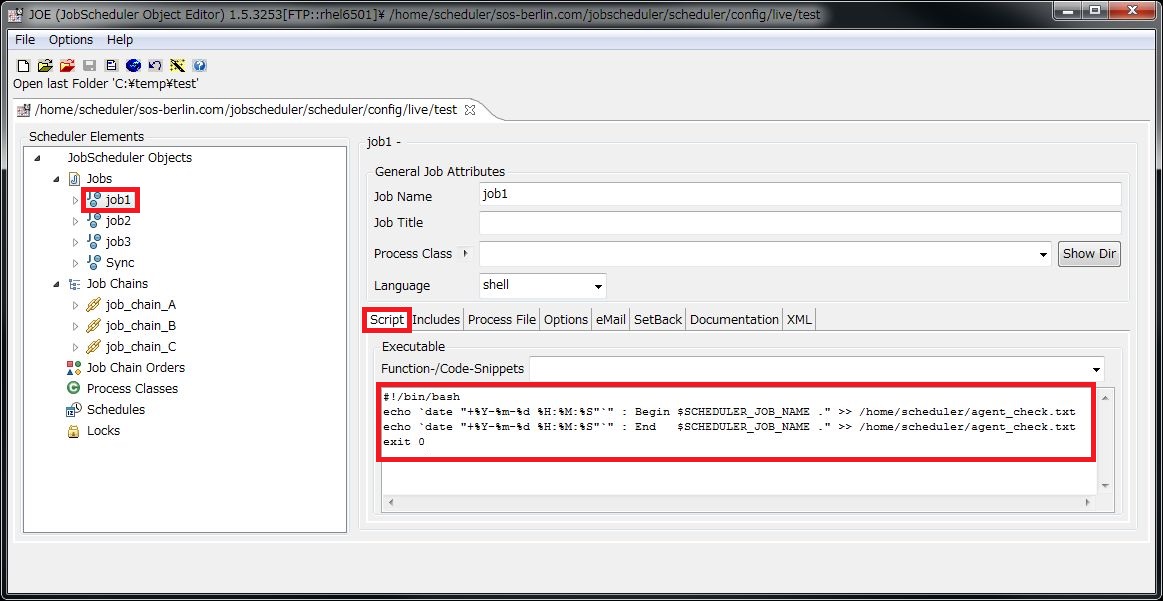 JOE (JobScheduler Object Editor) 1.5.3253[FTP::rhel6501]¥ /home/scheduler/sos-berlin.com/jobscheduler/scheduler/config/live/test
File Options Help
Open last Folder 'C:¥temp¥test'
/home/scheduler/sos-berlin.com/jobscheduler/scheduler/config/live/test
Scheduler Elements
JobScheduler Objects
Jobs
job1
job2
job3
Sync
Job Chains
job_chain_A
job_chain_B
job_chain_C
Job Chain Orders
Process Classes
Schedules
Locks
job1 -
General Job Attributes
Job Name job1
Job Title
Process Class Show Dir
Language shell
Script Includes Process File Options eMail SetBack Documentation XML
Executable
Function-/Code-Snippets
#!/bin/bash
echo `date "+%Y-%m-%d %H:%M:%S"`" : Begin $SCHEDULER_JOB_NAME ." >> /home/scheduler/agent_check.txt
echo `date "+%Y-%m-%d %H:%M:%S"`" : End   $SCHEDULER_JOB_NAME ." >> /home/scheduler/agent_check.txt
exit 0